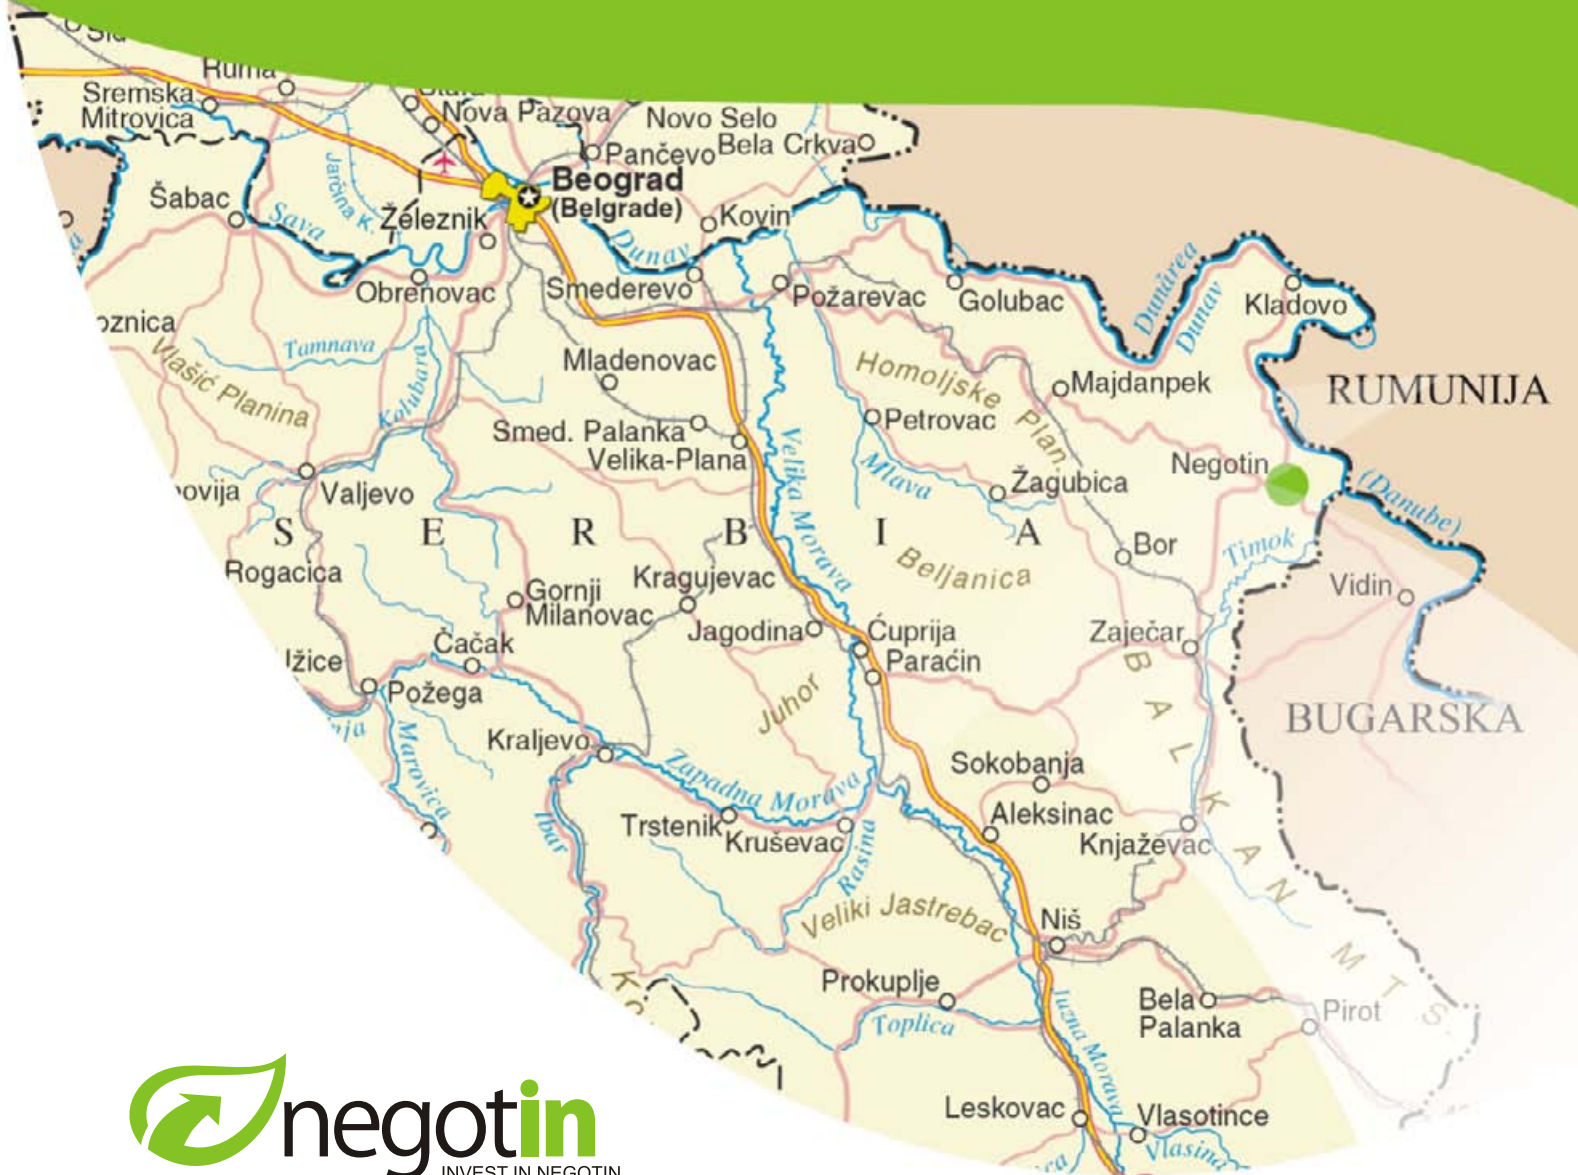 Ruma
Sremska
Mitrovica
Nova Pazova
Novo Selo
Bela Crkva
Pančevo
Beograd
(Belgrade)
Šabac
Jarčina K.
Sava
Železnik
Kovin
Dunav
Obrenovac
Smederevo
Požarevac
Golubac
Dunărea
Dunav
Kladovo
Tamnava
Vlašić Planina
Kolubara
Mladenovac
Homoljske Plan.
Majdanpek
RUMUNIJA
Smed. Palanka
Velika-Plana
Petrovac
Velika Morava
Mlava
Žagubica
Negotin
(Danube)
Valjevo
S E R B I A
Bor
Timok
Beljanica
Vidin
Rogacica
Gornji
Milanovac
Kragujevac
Jagodina
Ćuprija
Paraćin
Zaječar
Čačak
Požega
Juhor
BUGARSKA
Marovica
Kraljevo
Zapadna Morava
Ibar
Sokobanja
Aleksinac
Knjaževac
BALKAN MTS.
Trstenik
Kruševac
Rasina
Veliki Jastrebac
Niš
Prokuplje
Toplica
Juzna Morava
Bela
Palanka
Pirot
Leskovac
Vlasotince
Vlasina
negotin
INVEST IN NEGOTIN